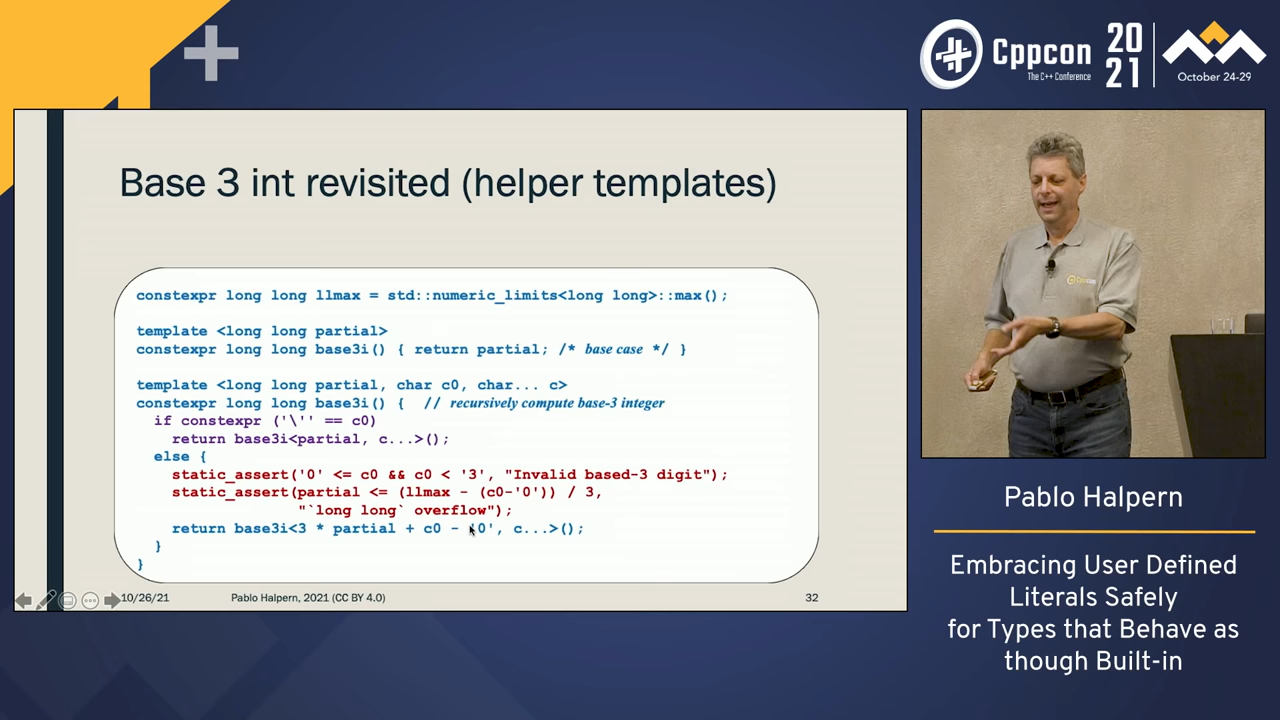 Cppcon
The C++ Conference
20
21
October 24-29
Base 3 int revisited (helper templates)
constexpr long long llmax = std::numeric_limits<long long>::max();
template <long long partial>
constexpr long long base3i() { return partial; /* base case */ }
template <long long partial, char c0, char... c>
constexpr long long base3i() { // recursively compute base-3 integer
if constexpr ('\'' == c0)
return base3i<partial, c...>();
else {
static_assert('0' <= c0 && c0 < '3', "Invalid based-3 digit");
static_assert(partial <= (llmax - (c0-'0')) / 3,
"`long long` overflow");
return base3i<3 * partial + c0 - '0', c...>();
}
}
10/26/21
Pablo Halpern, 2021 (CC BY 4.0)
32
Pablo Halpern
Embracing User Defined
Literals Safely
for Types that Behave as
though Built-in